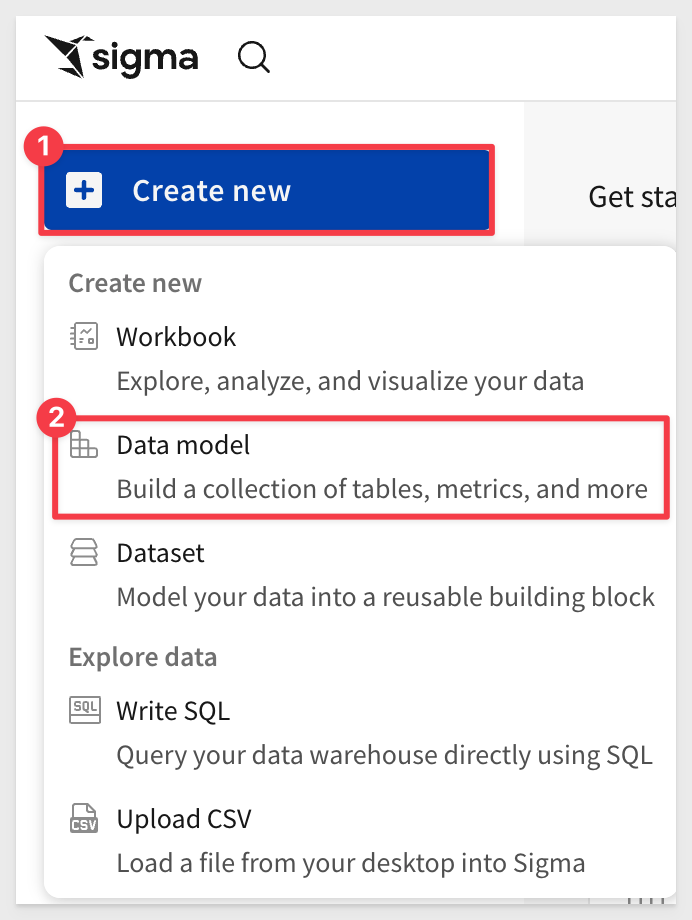 sigma
1
Create new
Get sta
Create new
Workbook
Explore, analyze, and visualize your data
2
Data model
Build a collection of tables, metrics, and more
Dataset
Model your data into a reusable building block
Explore data
SQL
Write SQL
Query your data warehouse directly using SQL
CSV
Upload CSV
Load a file from your desktop into Sigma